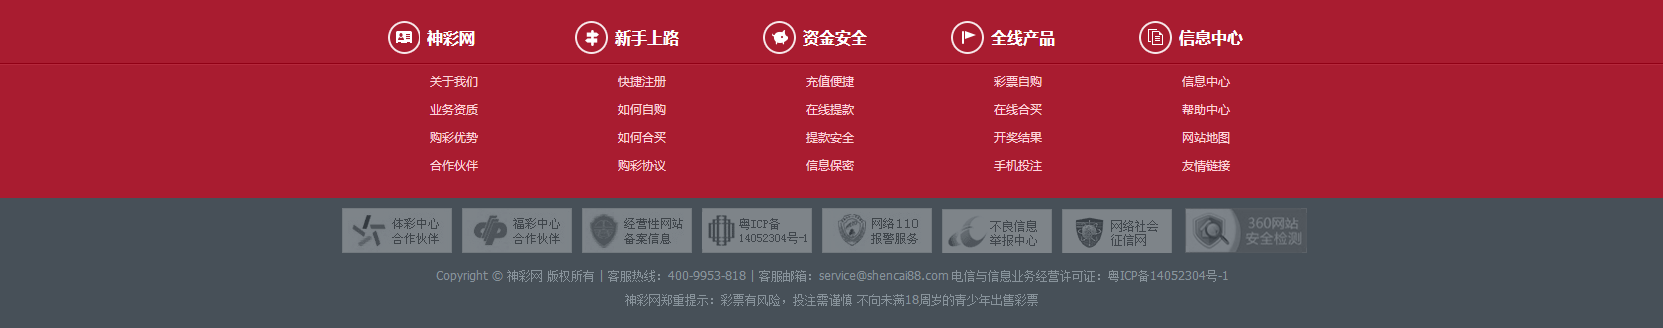 神彩网 新手上路 资金安全 全线产品 信息中心
关于我们 快捷注册 充值便捷 彩票自购 信息中心
业务资质 如何自购 在线提款 在线合买 帮助中心
购彩优势 如何合买 提款安全 开奖结果 网站地图
合作伙伴 购彩协议 信息保密 手机投注 友情链接
体彩中心 福彩中心 经营性网站 粤ICP备 网络110 不良信息 网络社会 360网站
合作伙伴 合作伙伴 备案信息 14052304号-1 报警服务 举报中心 征信网 安全检测
Copyright © 神彩网 版权所有 | 客服热线：400-9953-818 | 客服邮箱：service@shencai88.com 电信与信息业务经营许可证：粤ICP备14052304号-1
神彩网郑重提示：彩票有风险，投注需谨慎 不向未满18周岁的青少年出售彩票